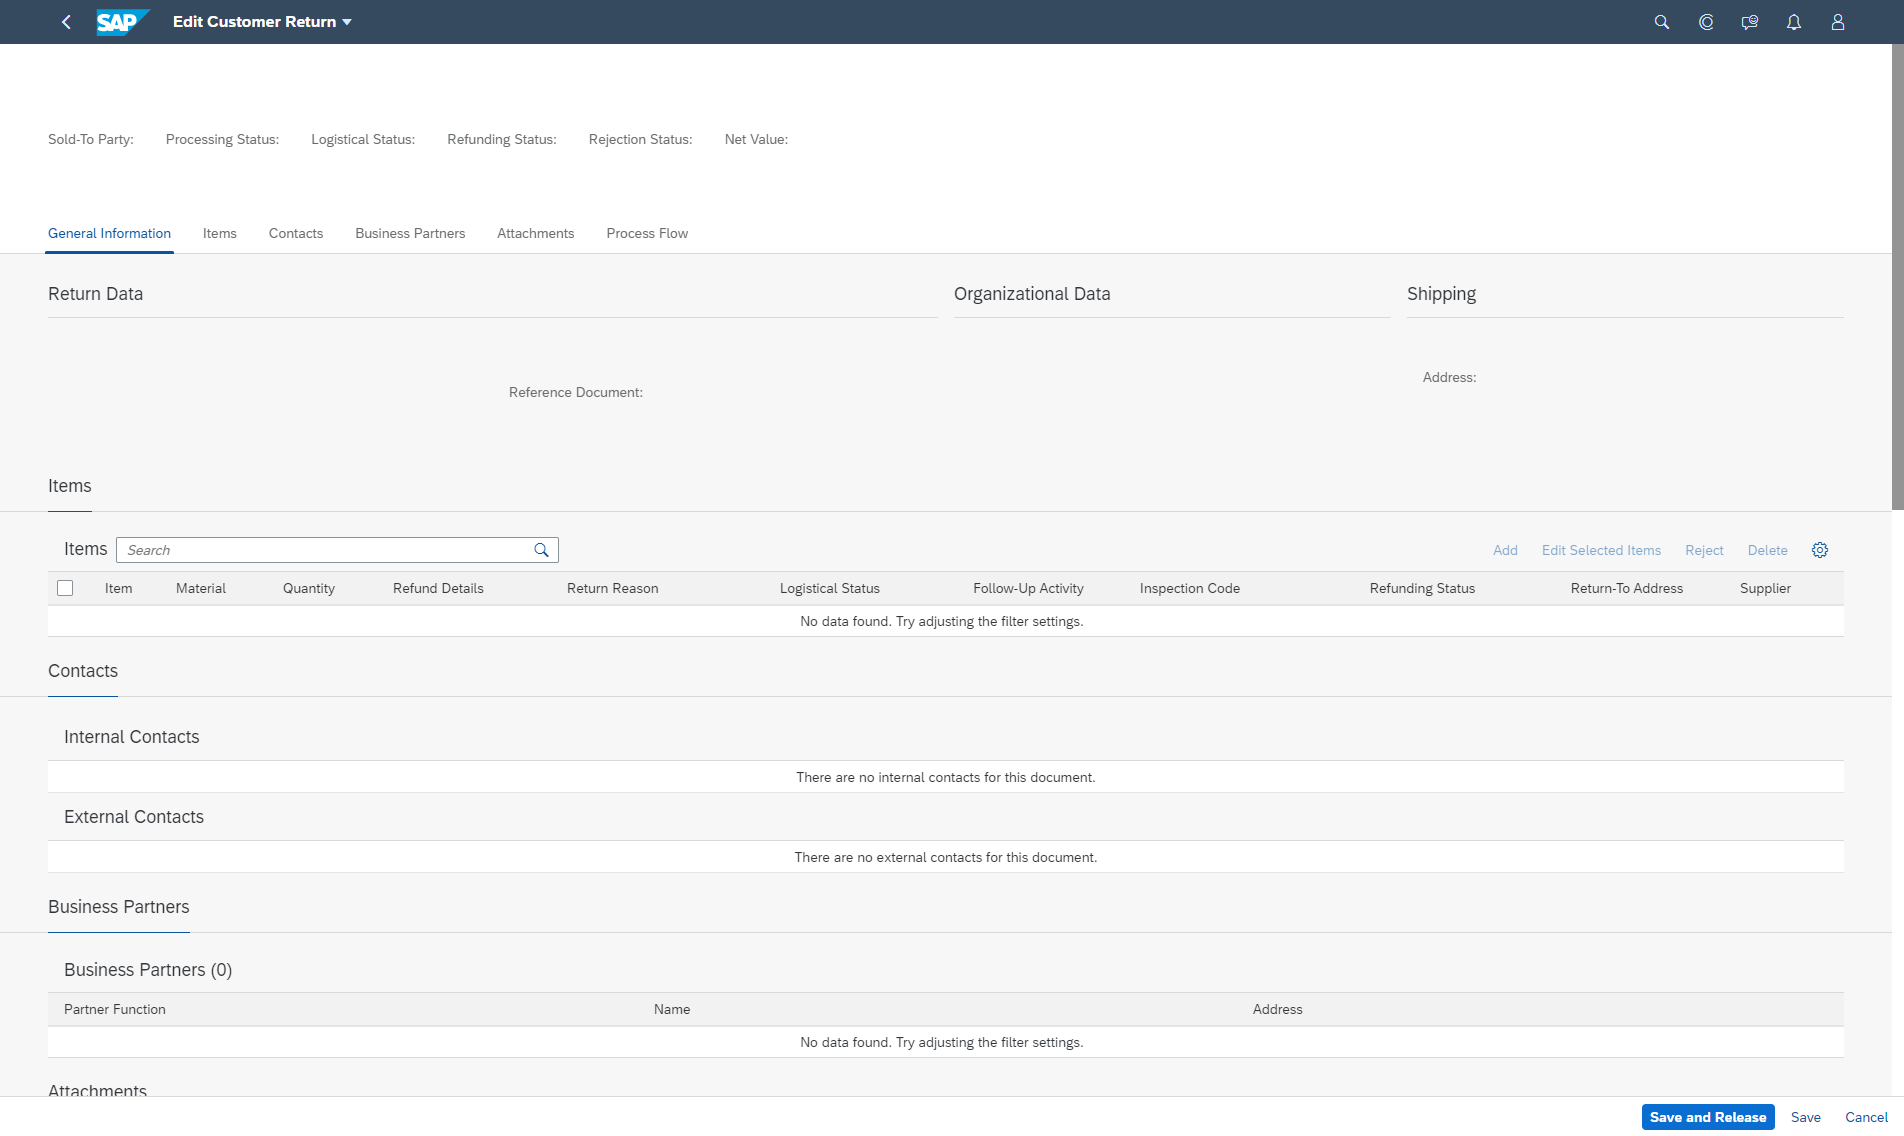 SAP Edit Customer Return
Sold-To Party: Processing Status: Logistical Status: Refunding Status: Rejection Status: Net Value:
General Information Items Contacts Business Partners Attachments Process Flow
Return Data Organizational Data Shipping
Address:
Reference Document:
Items
Items Search Add Edit Selected Items Reject Delete
Item Material Quantity Refund Details Return Reason Logistical Status Follow-Up Activity Inspection Code Refunding Status Return-To Address Supplier
No data found. Try adjusting the filter settings.
Contacts
Internal Contacts
There are no internal contacts for this document.
External Contacts
There are no external contacts for this document.
Business Partners
Business Partners (0)
Partner Function Name Address
No data found. Try adjusting the filter settings.
Attachments
Save and Release Save Cancel